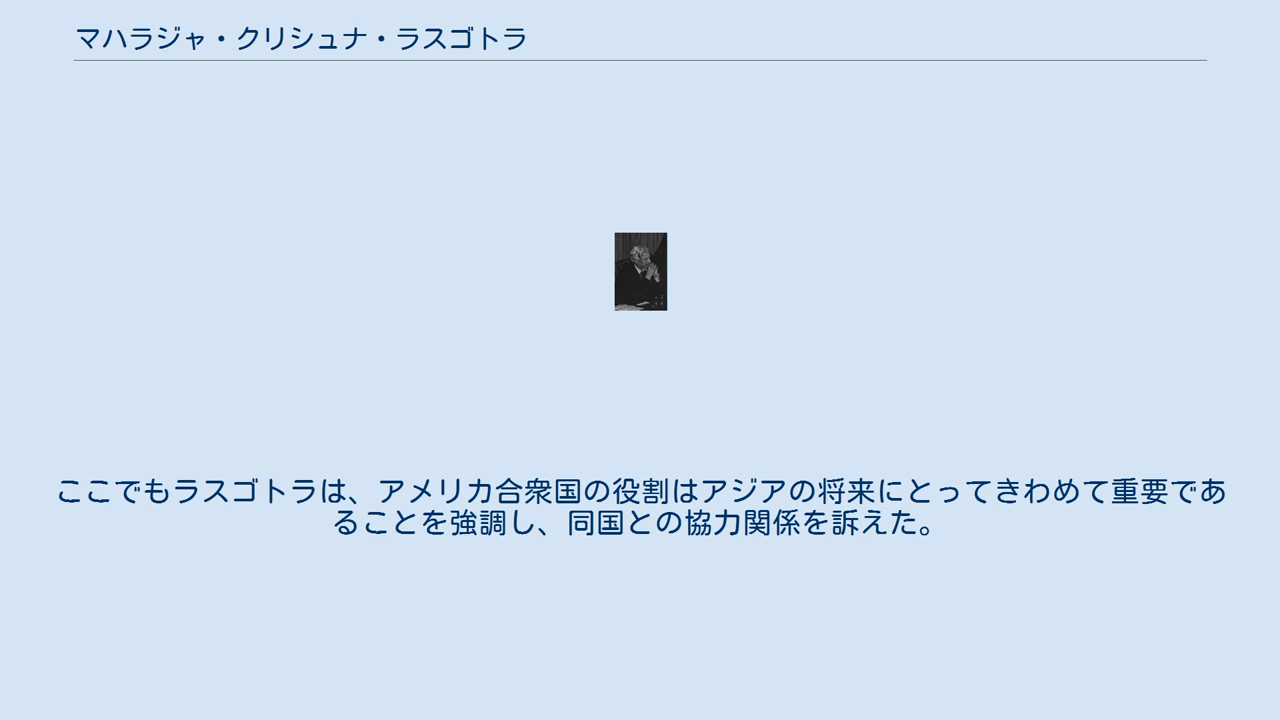 マハラジャ・クリシュナ・ラスゴトラ
ここでもラスゴトラは、アメリカ合衆国の役割はアジアの将来にとってきわめて重要であ
ることを強調し、同国との協力関係を訴えた。